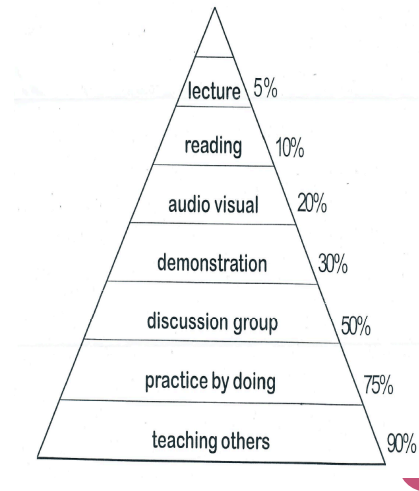 lecture 5%
reading 10%
audio visual 20%
demonstration 30%
discussion group 50%
practice by doing 75%
teaching others 90%